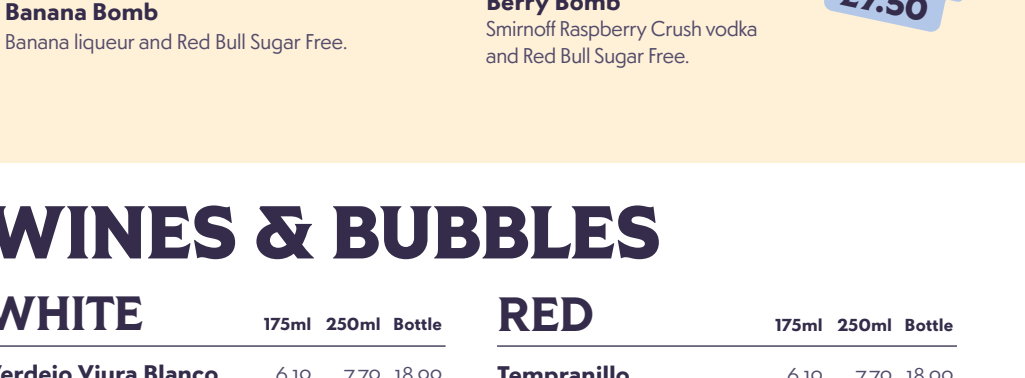 Banana Bomb
Banana liqueur and Red Bull Sugar Free.
Berry Bomb
Smirnoff Raspberry Crush vodka
and Red Bull Sugar Free.
27.50
WINES & BUBBLES
WHITE 175ml 250ml Bottle
Verdejo Viura Blanco 6.19 7.79 18.99
RED 175ml 250ml Bottle
Tempranillo 6.19 7.79 18.99